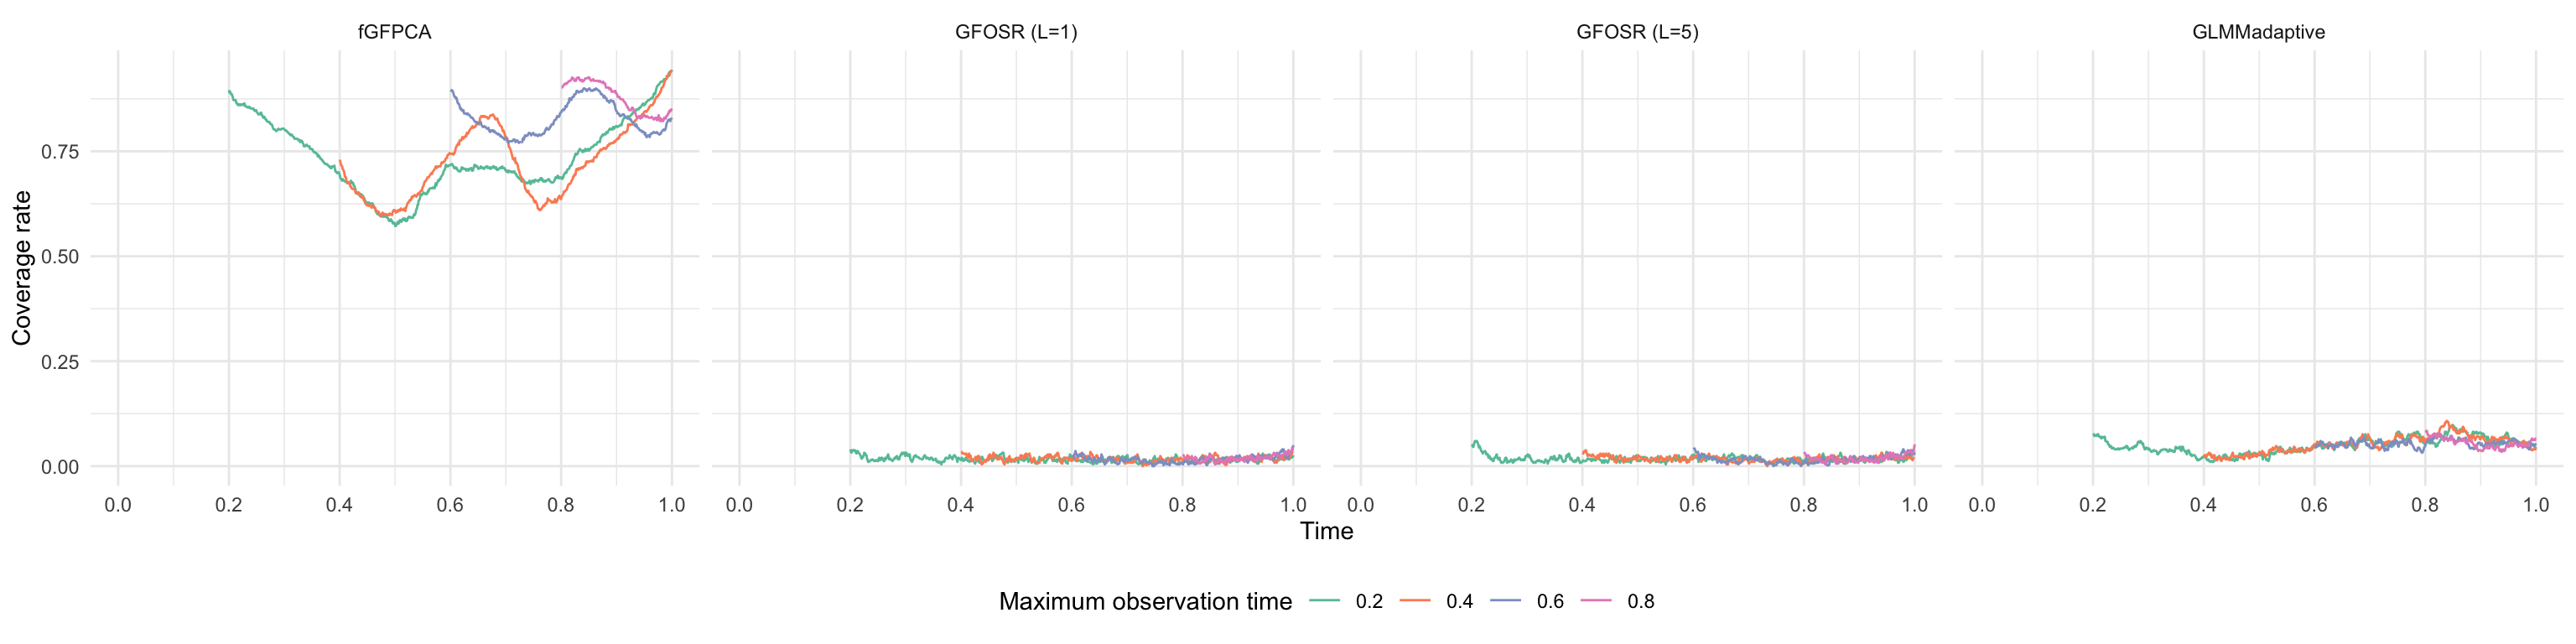 fGFPCA GFOSR (L=1) GFOSR (L=5) GLMMadaptive
Coverage rate
0.75
0.50
0.25
0.00
0.0 0.2 0.4 0.6 0.8 1.0 0.0 0.2 0.4 0.6 0.8 1.0 0.0 0.2 0.4 0.6 0.8 1.0 0.0 0.2 0.4 0.6 0.8 1.0
Time
Maximum observation time 0.2 0.4 0.6 0.8